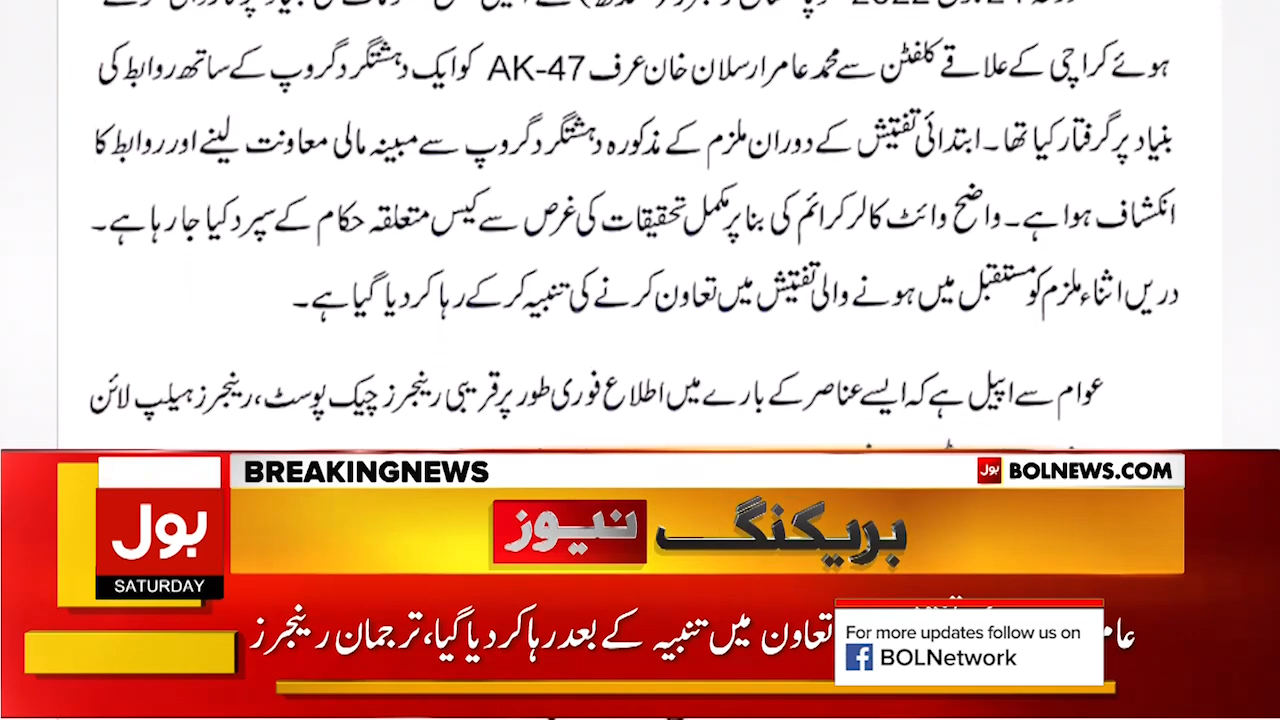 ہوئے کراچی کے علاقے کلفٹن سے محمد عامر ارسلان خان عرف AK-47 کو ایک دہشتگرد گروپ کے ساتھ روابط کی
بنیاد پر گرفتار کیا تھا۔ ابتدائی تفتیش کے دوران ملزم کے مذکورہ دہشتگرد گروپ سے مبینہ مالی معاونت لینے اور روابط کا
انکشاف ہوا ہے۔ واضح وائٹ کالر کرائم کی بنا پر مکمل تحقیقات کی غرص سے کیس متعلقہ حکام کے سپرد کیا جا رہا ہے۔
دریں اثناء ملزم کو مستقبل میں ہونے والی تفتیش میں تعاون کرنے کی تنبیہ کر کے رہا کر دیا گیا ہے۔
عوام سے اپیل ہے کہ ایسے عناصر کے بارے میں اطلاع فوری طور پر قریبی رینجرز چیک پوسٹ، رینجرز ہیلپ لائن
BREAKINGNEWS
بول BOLNEWS.COM
بریکنگ نیوز
بول
SATURDAY
تعاون میں تنبیہ کے بعد رہا کر دیا گیا، ترجمان رینجرز
For more updates follow us on
BOLNetwork